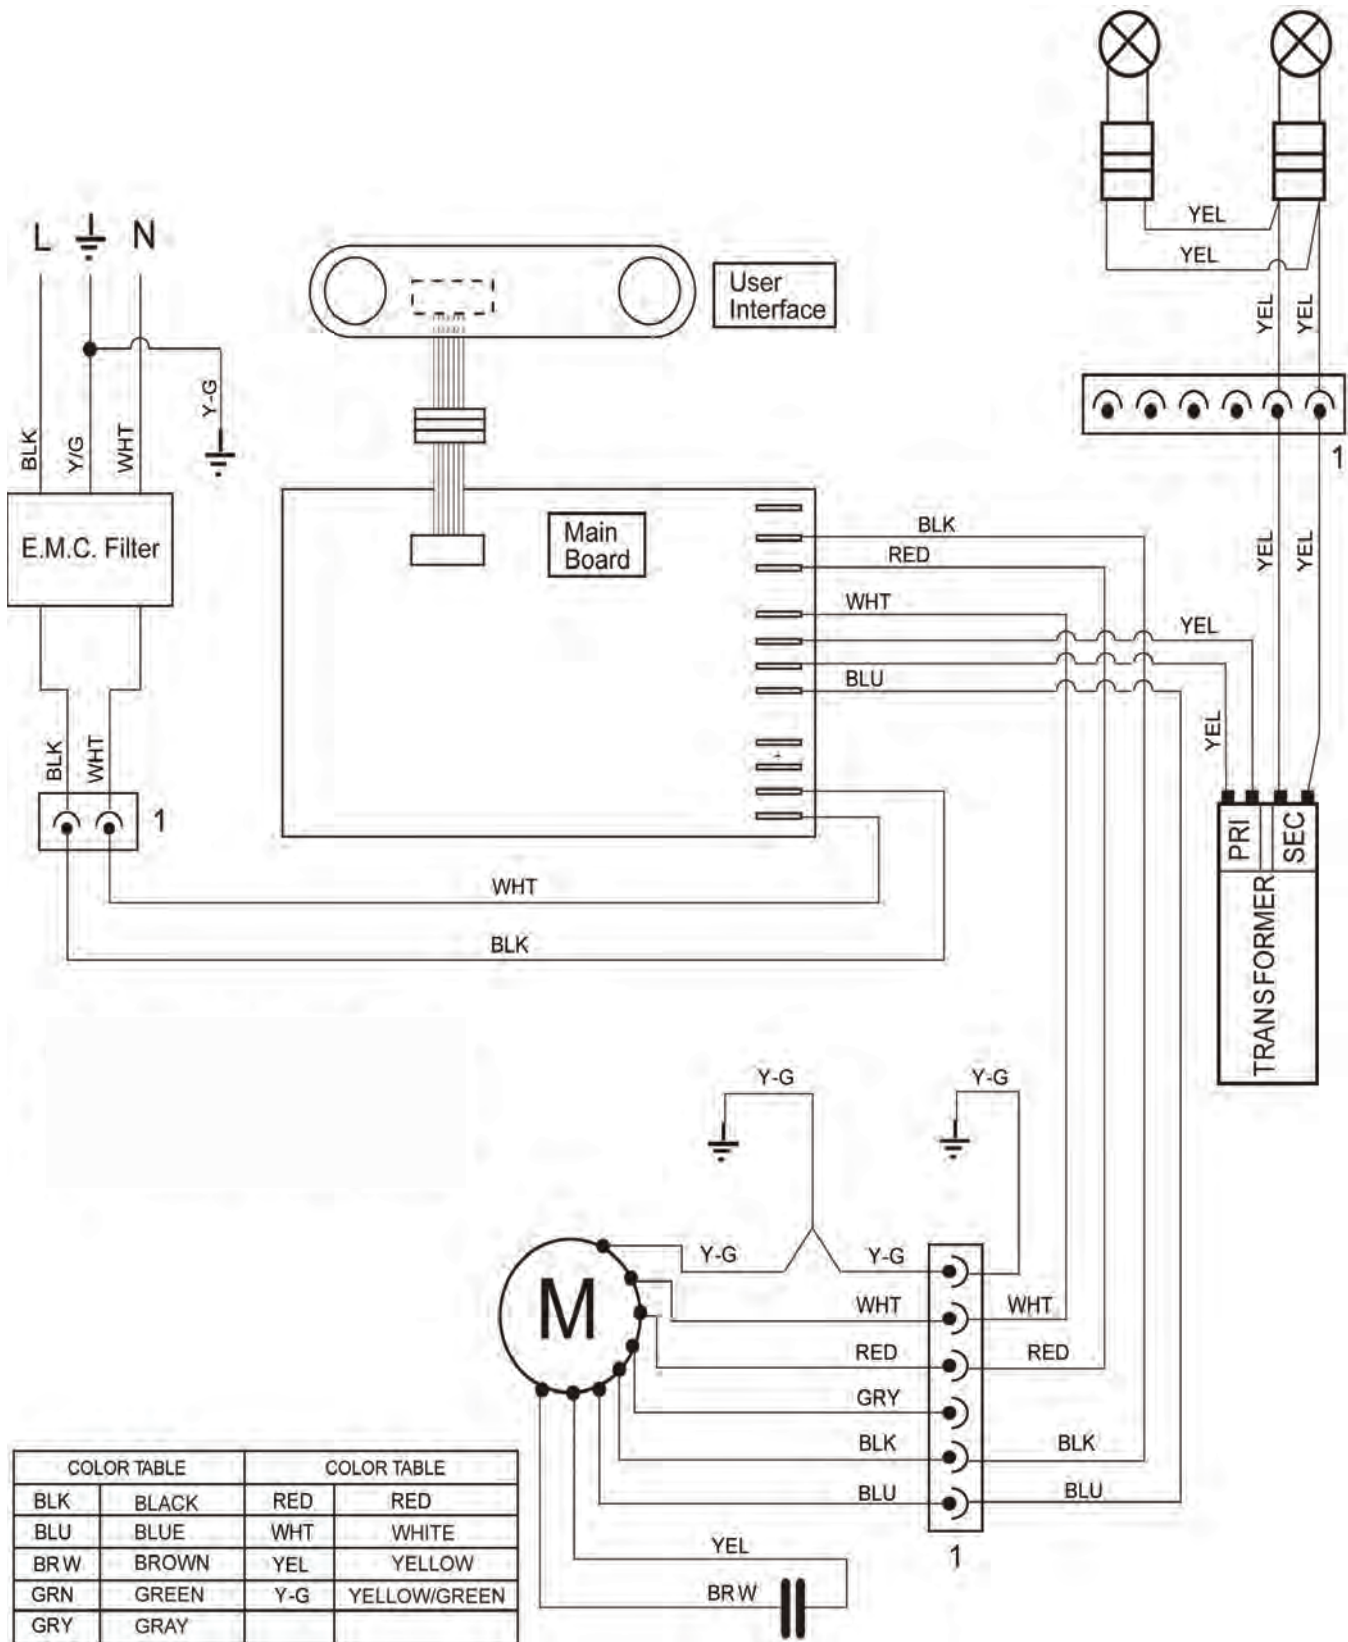 L N
User
Interface
YEL
YEL
YEL
YEL
BLK
Y/G
WHT
Y-G
1
E.M.C. Filter
Main
Board
BLK
RED
WHT
YEL
BLU
YEL
YEL
YEL
BLK
WHT
1
PRI
SEC
TRANSFORMER
WHT
BLK
Y-G
Y-G
M
Y-G
Y-G
WHT
WHT
RED
RED
GRY
BLK
BLK
BLU
BLU
1
YEL
BRW
COLOR TABLE COLOR TABLE
BLK BLACK RED RED
BLU BLUE WHT WHITE
BRW BROWN YEL YELLOW
GRN GREEN Y-G YELLOW/GREEN
GRY GRAY